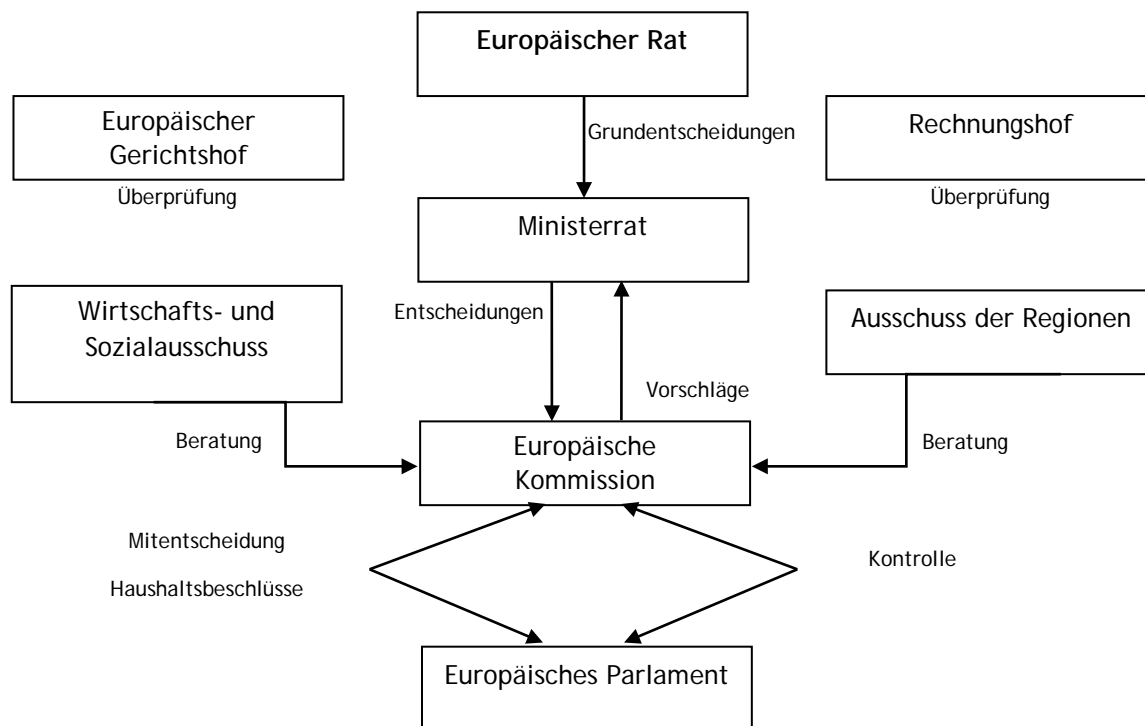 Europäischer Rat
Europäischer
Gerichtshof
Rechnungshof
Grundentscheidungen
Überprüfung
Überprüfung
Ministerrat
Wirtschafts- und
Sozialausschuss
Entscheidungen
Ausschuss der Regionen
Vorschläge
Beratung
Europäische
Kommission
Beratung
Mitentscheidung
Haushaltsbeschlüsse
Kontrolle
Europäisches Parlament